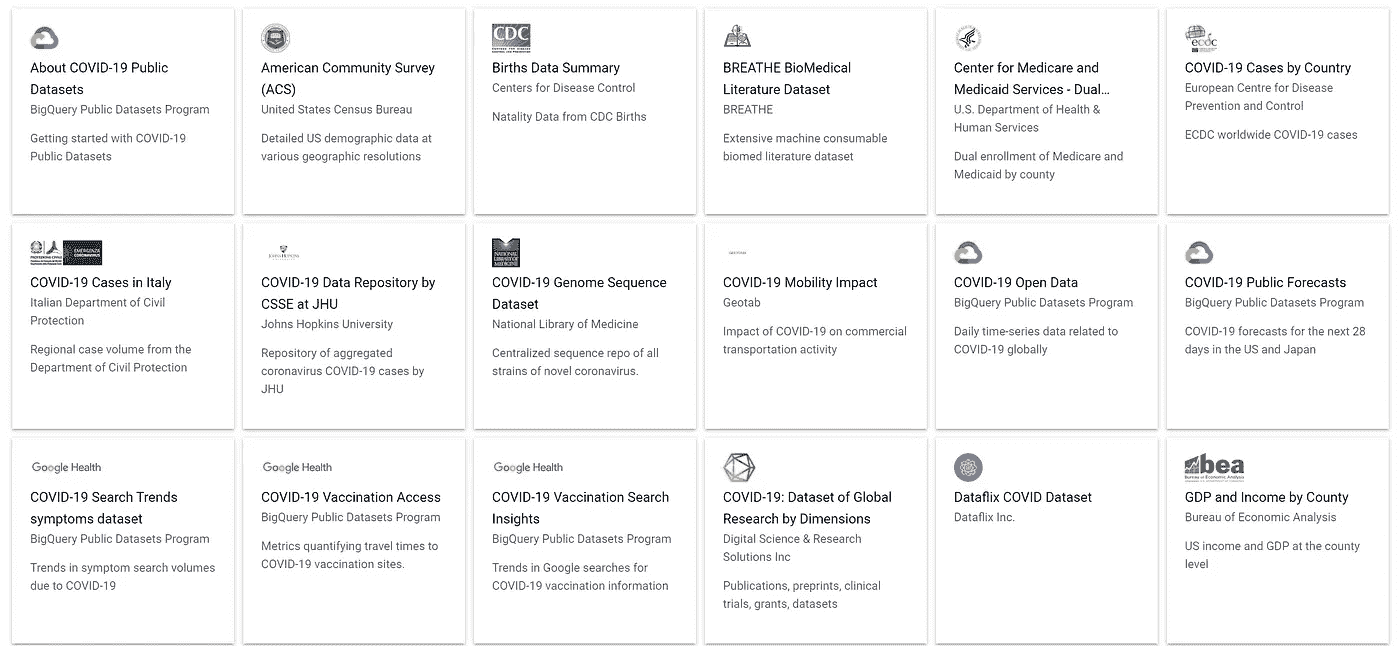 About COVID-19 Public
Datasets
BigQuery Public Datasets Program
Getting started with COVID-19
Public Datasets
American Community Survey
(ACS)
United States Census Bureau
Detailed US demographic data at
various geographic resolutions
CDC
Births Data Summary
Centers for Disease Control
Natality Data from CDC Births
BREATHE BioMedical
Literature Dataset
BREATHE
Extensive machine consumable
biomed literature dataset
Center for Medicare and
Medicaid Services - Dual...
U.S. Department of Health &
Human Services
Dual enrollment of Medicare and
Medicaid by county
ecdc
COVID-19 Cases by Country
European Centre for Disease
Prevention and Control
ECDC worldwide COVID-19 cases
EMERGENZA
CORONAVIRUS
COVID-19 Cases in Italy
Italian Department of Civil
Protection
Regional case volume from the
Department of Civil Protection
JOHNS HOPKINS
COVID-19 Data Repository by
CSSE at JHU
Johns Hopkins University
Repository of aggregated
coronavirus COVID-19 cases by
JHU
NATIONAL
LIBRARY OF
MEDICINE
COVID-19 Genome Sequence
Dataset
National Library of Medicine
Centralized sequence repo of all
strains of novel coronavirus.
GEOTAB
COVID-19 Mobility Impact
Geotab
Impact of COVID-19 on commercial
transportation activity
COVID-19 Open Data
BigQuery Public Datasets Program
Daily time-series data related to
COVID-19 globally
COVID-19 Public Forecasts
BigQuery Public Datasets Program
COVID-19 forecasts for the next 28
days in the US and Japan
Google Health
COVID-19 Search Trends
symptoms dataset
BigQuery Public Datasets Program
Trends in symptom search volumes
due to COVID-19
Google Health
COVID-19 Vaccination Access
BigQuery Public Datasets Program
Metrics quantifying travel times to
COVID-19 vaccination sites.
Google Health
COVID-19 Vaccination Search
Insights
BigQuery Public Datasets Program
Trends in Google searches for
COVID-19 vaccination information
COVID-19: Dataset of Global
Research by Dimensions
Digital Science & Research
Solutions Inc
Publications, preprints, clinical
trials, grants, datasets
Dataflix COVID Dataset
Dataflix Inc.
bea
Bureau of Economic Analysis
GDP and Income by County
Bureau of Economic Analysis
US income and GDP at the county
level